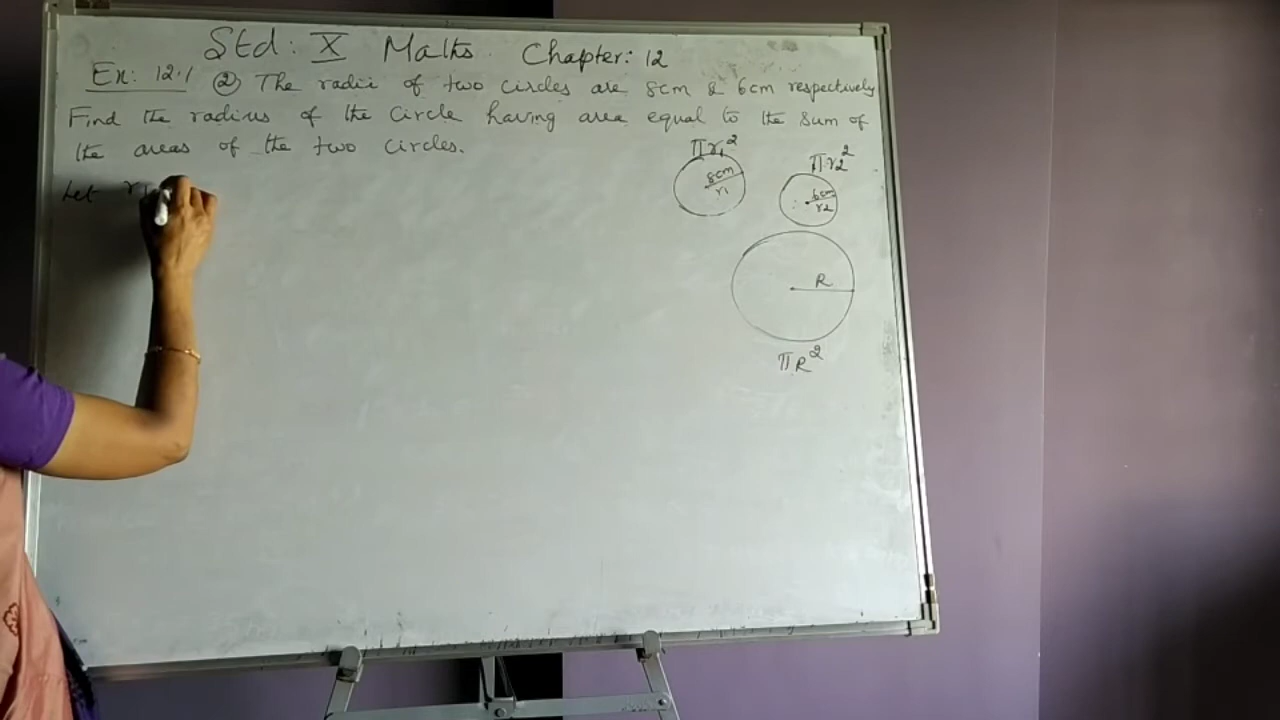 Std: X Maths Chapter: 12
Ex: 12.1 ② The radii of two circles are 8cm & 6cm respectively
Find the radius of the circle having area equal to the sum of
the areas of the two circles.
Let r1
πr1²
8cm
r1
πr2²
6cm
r2
R
πR²